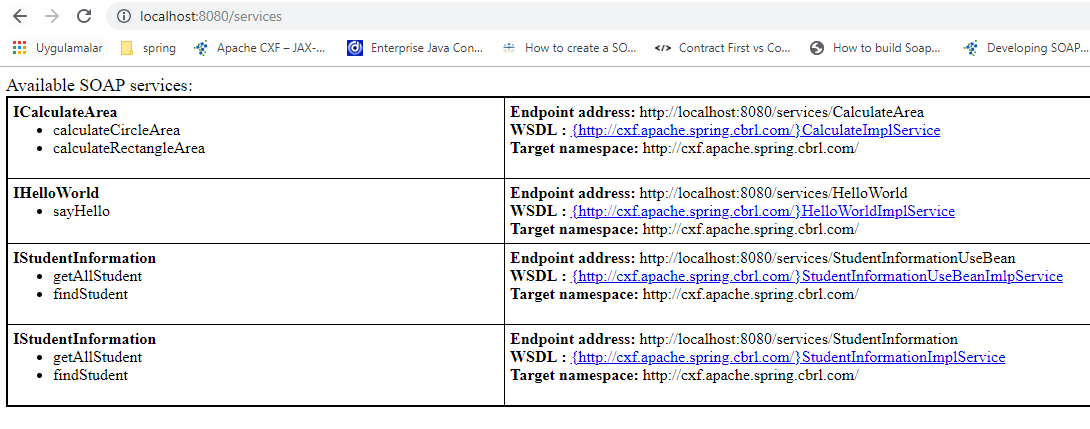 localhost:8080/services
Uygulamalar spring Apache CXF – JAX-... Enterprise Java Con... How to create a SO... </> Contract First vs Co... How to build Soap... Developing SOAP...
Available SOAP services:
ICalculateArea
• calculateCircleArea
• calculateRectangleArea
Endpoint address: http://localhost:8080/services/CalculateArea
WSDL : {http://cxf.apache.spring.cbrl.com/}CalculateImplService
Target namespace: http://cxf.apache.spring.cbrl.com/
IHelloWorld
• sayHello
Endpoint address: http://localhost:8080/services/HelloWorld
WSDL : {http://cxf.apache.spring.cbrl.com/}HelloWorldImplService
Target namespace: http://cxf.apache.spring.cbrl.com/
IStudentInformation
• getAllStudent
• findStudent
Endpoint address: http://localhost:8080/services/StudentInformationUseBean
WSDL : {http://cxf.apache.spring.cbrl.com/}StudentInformationUseBeanImlpService
Target namespace: http://cxf.apache.spring.cbrl.com/
IStudentInformation
• getAllStudent
• findStudent
Endpoint address: http://localhost:8080/services/StudentInformation
WSDL : {http://cxf.apache.spring.cbrl.com/}StudentInformationImplService
Target namespace: http://cxf.apache.spring.cbrl.com/